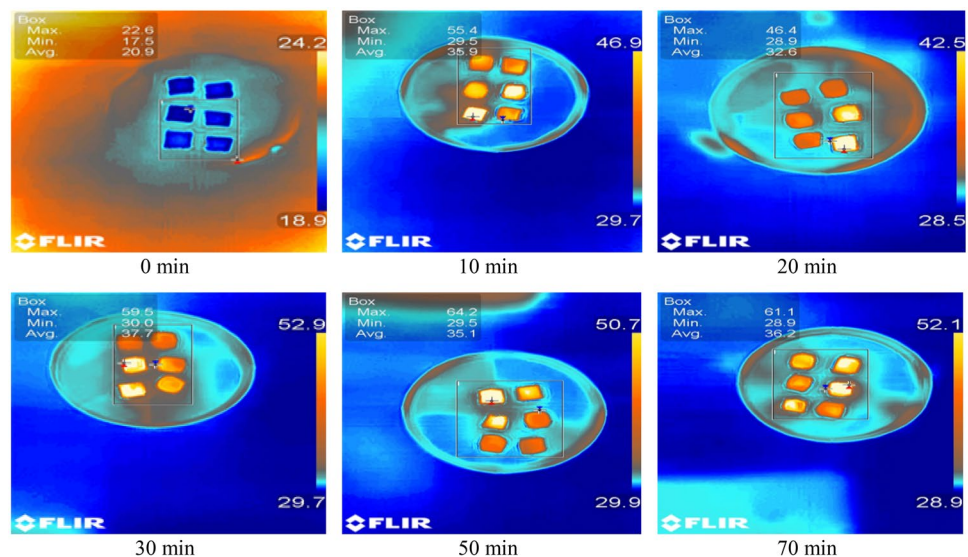 Box
Max. 22.6
Min. 17.5
Avg. 20.9
24.2
18.9
FLIR
0 min
Box
Max. 55.4
Min. 29.5
Avg. 35.9
46.9
29.7
FLIR
10 min
Box
Max. 46.4
Min. 28.9
Avg. 32.6
42.5
28.5
FLIR
20 min
Box
Max. 59.5
Min. 30.0
Avg. 37.7
52.9
29.7
FLIR
30 min
Box
Max. 64.2
Min. 29.5
Avg. 35.1
50.7
29.9
FLIR
50 min
Box
Max. 61.1
Min. 28.9
Avg. 36.2
52.1
28.9
FLIR
70 min